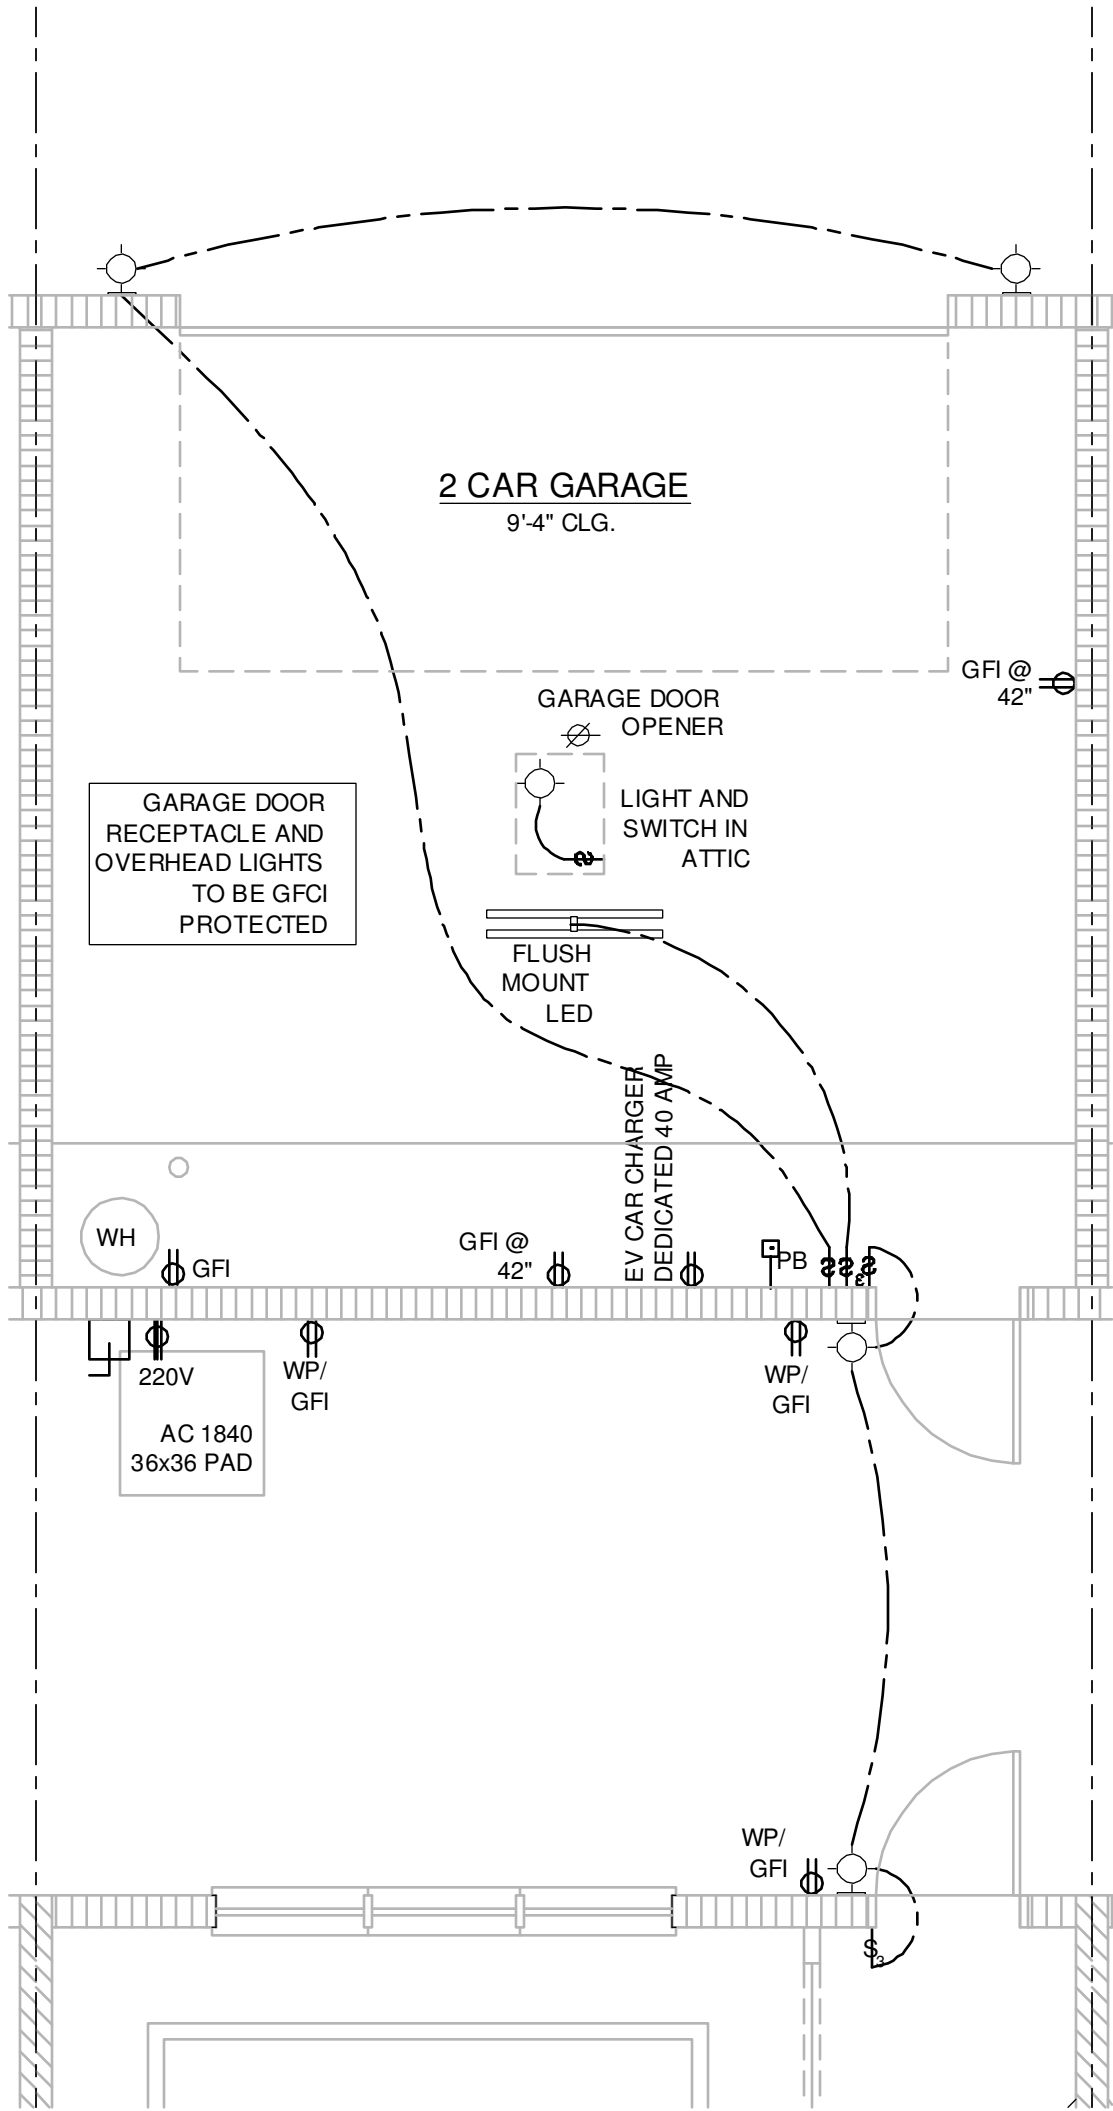 2 CAR GARAGE
9'-4" CLG.
GFI @
42"
GARAGE DOOR
OPENER
GARAGE DOOR
RECEPTACLE AND
OVERHEAD LIGHTS
TO BE GFCI
PROTECTED
LIGHT AND
SWITCH IN
ATTIC
S
FLUSH
MOUNT
LED
EV CAR CHARGER
DEDICATED 40 AMP
WH
GFI
GFI @
42"
PB
S S S3
220V
WP/
GFI
WP/
GFI
AC 1840
36x36 PAD
WP/
GFI
S3